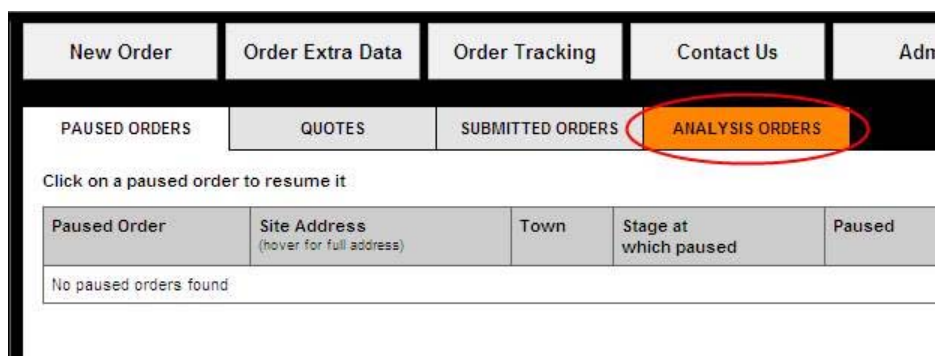 New Order Order Extra Data Order Tracking Contact Us Adm
PAUSED ORDERS QUOTES SUBMITTED ORDERS ANALYSIS ORDERS
Click on a paused order to resume it
Paused Order Site Address Town Stage at Paused
(hover for full address) which paused
No paused orders found